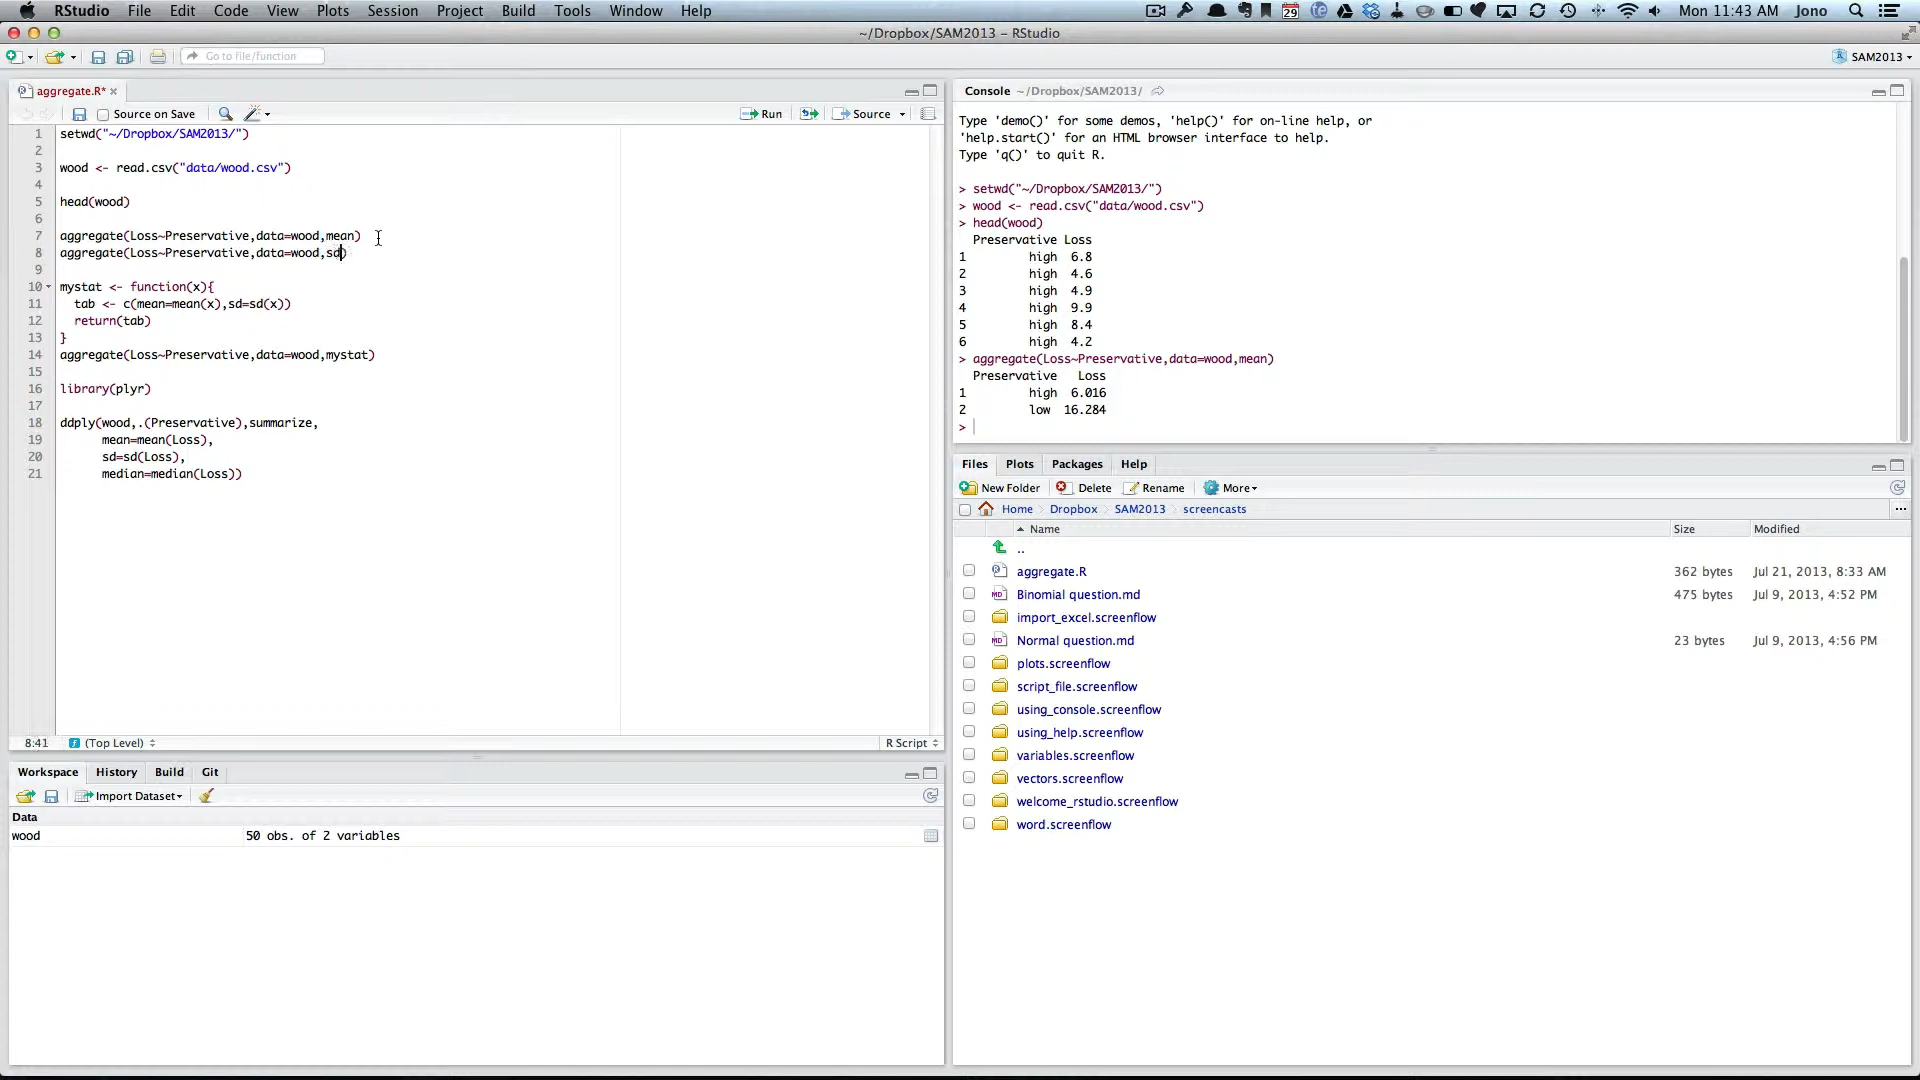 RStudio File Edit Code View Plots Session Project Build Tools Window Help 29 Mon 11:43 AM Jono
~/Dropbox/SAM2013 – RStudio
Go to file/function SAM2013
aggregate.R*
Source on Save Run Source
1 setwd("~/Dropbox/SAM2013/")
2
3 wood <- read.csv("data/wood.csv")
4
5 head(wood)
6
7 aggregate(Loss~Preservative,data=wood,mean)
8 aggregate(Loss~Preservative,data=wood,sd)
9
10 mystat <- function(x){
11 tab <- c(mean=mean(x),sd=sd(x))
12 return(tab)
13 }
14 aggregate(Loss~Preservative,data=wood,mystat)
15
16 library(plyr)
17
18 ddply(wood,.(Preservative),summarize,
19 mean=mean(Loss),
20 sd=sd(Loss),
21 median=median(Loss))
8:41 (Top Level) R Script
Workspace History Build Git
Import Dataset
Data
wood 50 obs. of 2 variables
Console ~/Dropbox/SAM2013/
Type 'demo()' for some demos, 'help()' for on-line help, or
'help.start()' for an HTML browser interface to help.
Type 'q()' to quit R.
> setwd("~/Dropbox/SAM2013/")
> wood <- read.csv("data/wood.csv")
> head(wood)
Preservative Loss
1 high 6.8
2 high 4.6
3 high 4.9
4 high 9.9
5 high 8.4
6 high 4.2
> aggregate(Loss~Preservative,data=wood,mean)
Preservative Loss
1 high 6.016
2 low 16.284
>
Files Plots Packages Help
New Folder Delete Rename More
Home Dropbox SAM2013 screencasts ...
Name Size Modified
..
aggregate.R 362 bytes Jul 21, 2013, 8:33 AM
Binomial question.md 475 bytes Jul 9, 2013, 4:52 PM
import_excel.screenflow
Normal question.md 23 bytes Jul 9, 2013, 4:56 PM
plots.screenflow
script_file.screenflow
using_console.screenflow
using_help.screenflow
variables.screenflow
vectors.screenflow
welcome_rstudio.screenflow
word.screenflow